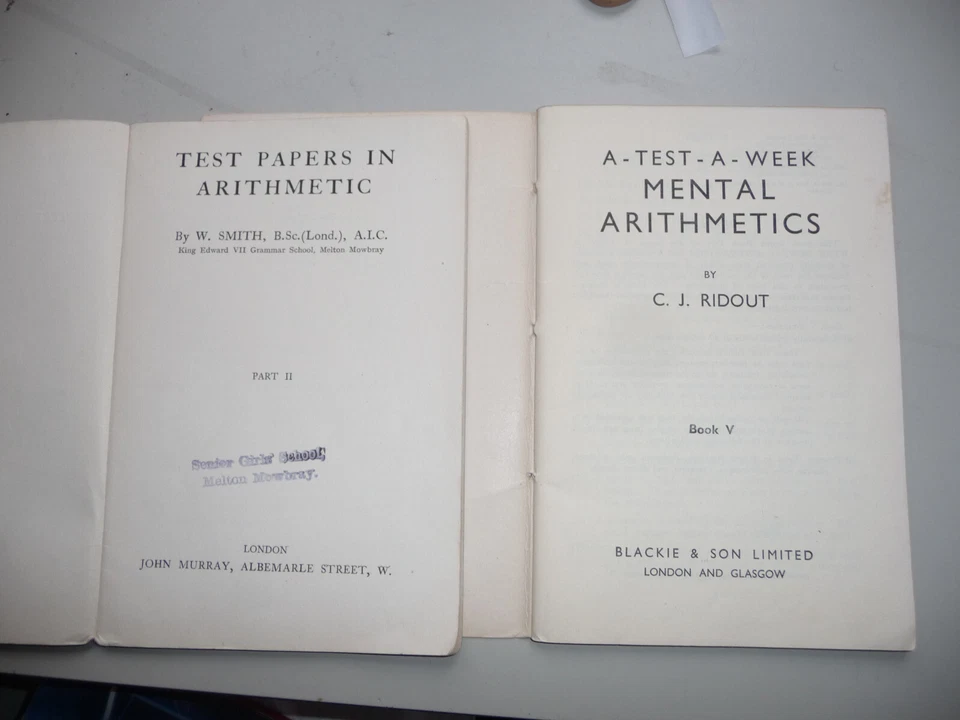 TEST PAPERS IN
ARITHMETIC
By W. SMITH, B.Sc.(Lond.), A.I.C.
King Edward VII Grammar School, Melton Mowbray
PART II
Senior Girls' School,
Melton Mowbray.
LONDON
JOHN MURRAY, ALBEMARLE STREET, W.
A-TEST-A-WEEK
MENTAL
ARITHMETICS
BY
C. J. RIDOUT
Book V
BLACKIE & SON LIMITED
LONDON AND GLASGOW